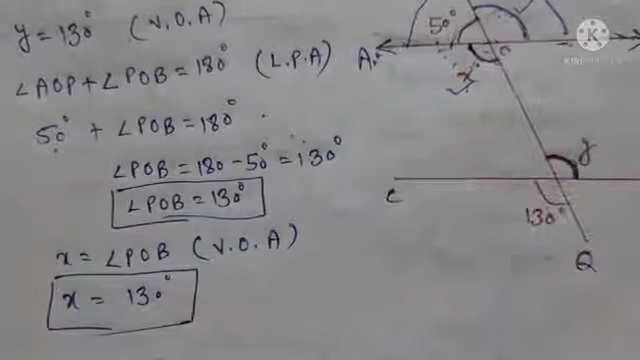 y = 130° (V.O.A)
∠AOP + ∠POB = 180° (L.P.A)
50° + ∠POB = 180°
∠POB = 180 - 50° = 130°
∠POB = 130°
x = ∠POB (V.O.A)
x = 130°
50°
A
O
x
y
C
130°
Q
K